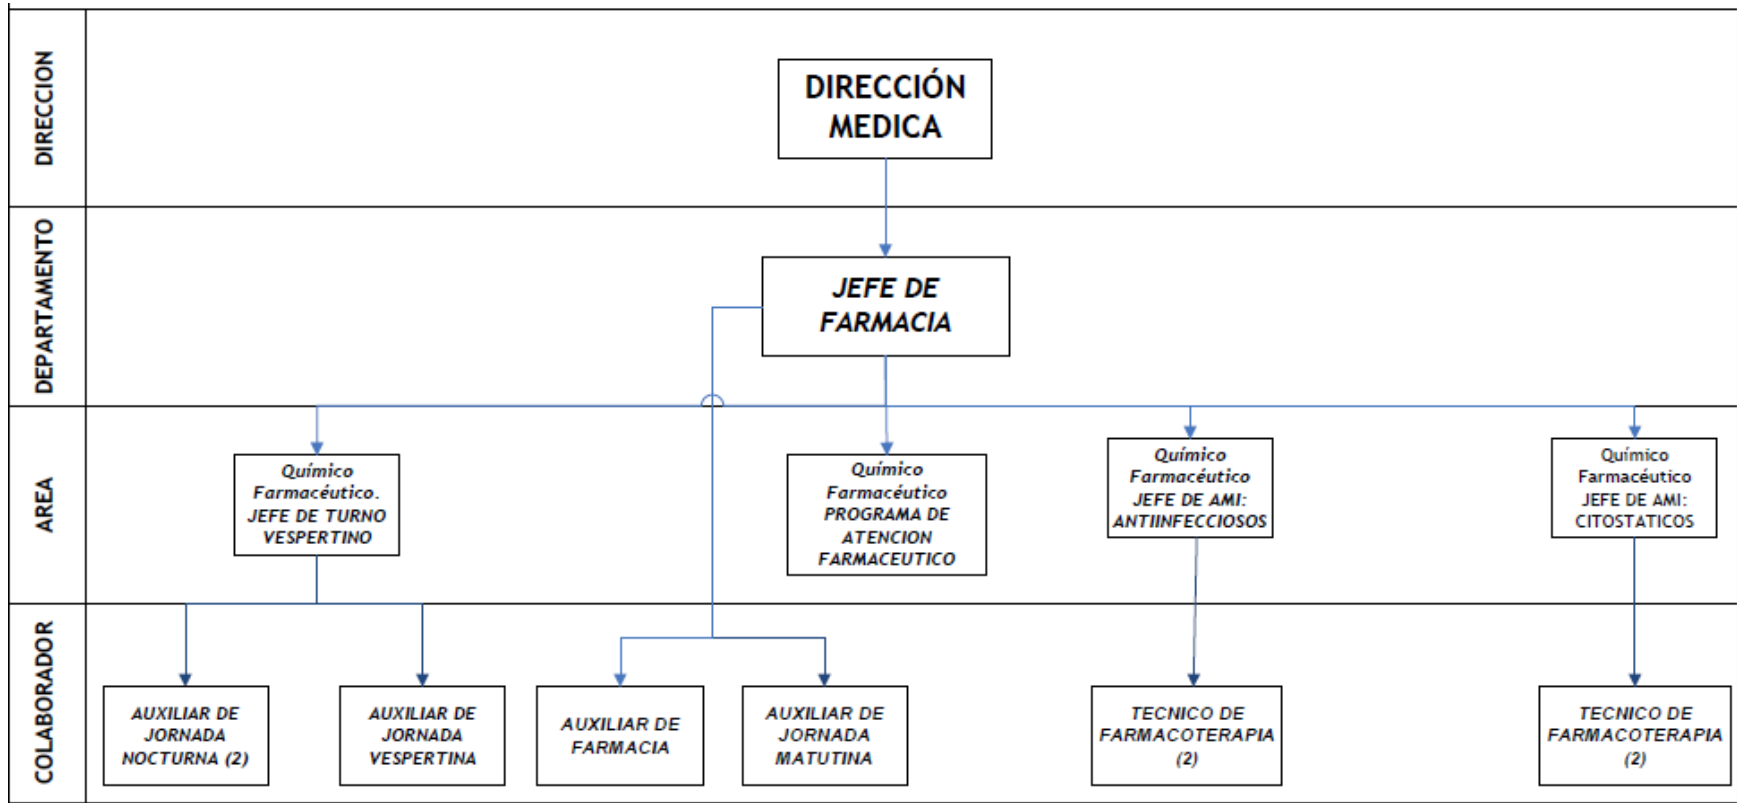 DIRECCION
DIRECCIÓN
MEDICA
DEPARTAMENTO
JEFE DE
FARMACIA
AREA
Químico
Farmacéutico.
JEFE DE TURNO
VESPERTINO
Químico
Farmacéutico
PROGRAMA DE
ATENCION
FARMACEUTICO
Químico
Farmacéutico
JEFE DE AMI:
ANTIINFECCIOSOS
Químico
Farmacéutico
JEFE DE AMI:
CITOSTATICOS
COLABORADOR
AUXILIAR DE
JORNADA
NOCTURNA (2)
AUXILIAR DE
JORNADA
VESPERTINA
AUXILIAR DE
FARMACIA
AUXILIAR DE
JORNADA
MATUTINA
TECNICO DE
FARMACOTERAPIA
(2)
TECNICO DE
FARMACOTERAPIA
(2)